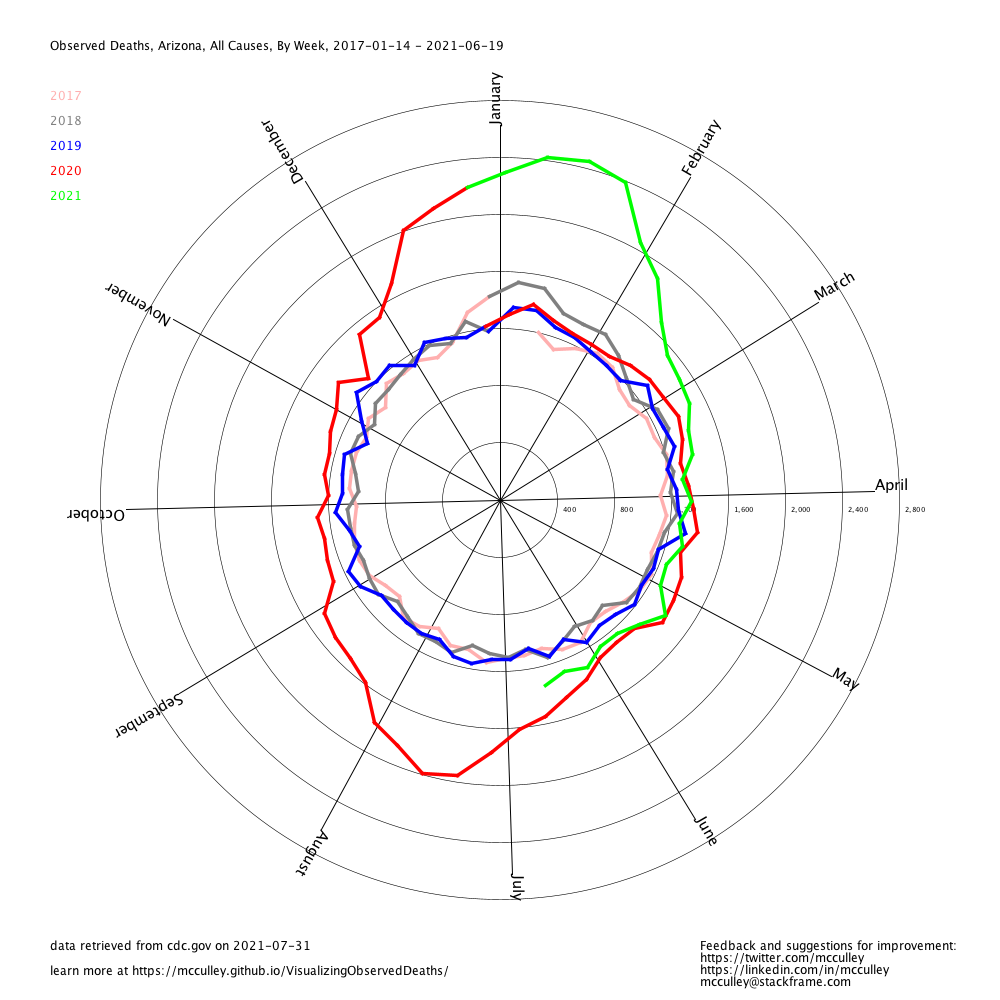 Observed Deaths, Arizona, All Causes, By Week, 2017-01-14 - 2021-06-19
2017
2018
2019
2020
2021
January
February
March
April
May
June
July
August
September
October
November
December
400
800
1,600
2,000
2,400
2,800
data retrieved from cdc.gov on 2021-07-31
learn more at https://mcculley.github.io/VisualizingObservedDeaths/
Feedback and suggestions for improvement:
https://twitter.com/mcculley
https://linkedin.com/in/mcculley
mcculley@stackframe.com